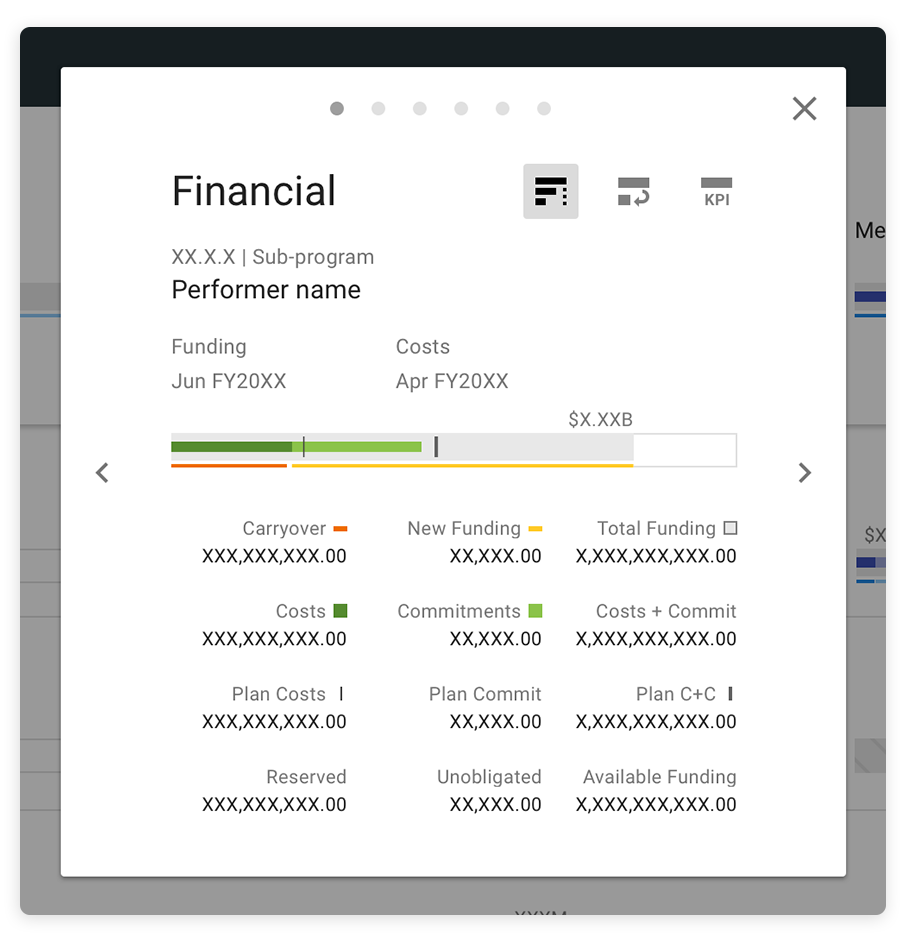 Financial
KPI
XX.X.X | Sub-program
Performer name
Funding
Costs
Jun FY20XX
Apr FY20XX
$X.XXB
Carryover
New Funding
Total Funding
XXX,XXX,XXX.00
XX,XXX.00
X,XXX,XXX,XXX.00
Costs
Commitments
Costs + Commit
XXX,XXX,XXX.00
XX,XXX.00
X,XXX,XXX,XXX.00
Plan Costs
Plan Commit
Plan C+C
XXX,XXX,XXX.00
XX,XXX.00
X,XXX,XXX,XXX.00
Reserved
Unobligated
Available Funding
XXX,XXX,XXX.00
XX,XXX.00
X,XXX,XXX,XXX.00
Me
$X